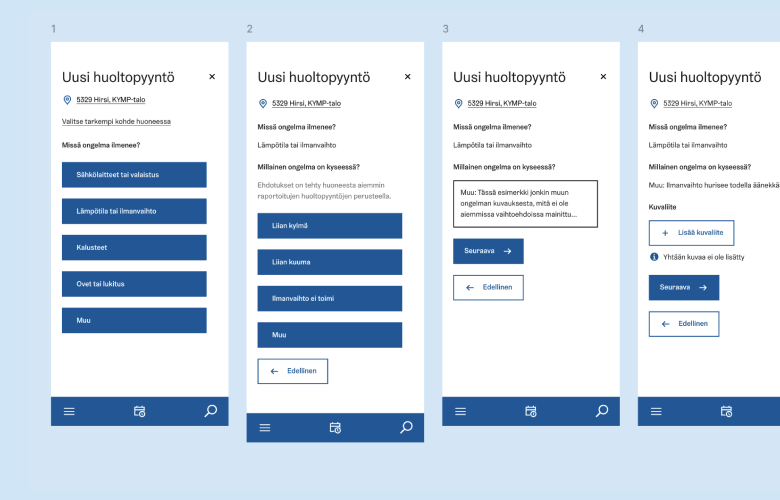 1
Uusi huoltopyyntö
5329 Hirsi, KYMP-talo
Valitse tarkempi kohde huoneessa
Missä ongelma ilmenee?
Sähkölaitteet tai valaistus
Lämpötila tai ilmanvaihto
Kalusteet
Ovet tai lukitus
Muu
2
Uusi huoltopyyntö
5329 Hirsi, KYMP-talo
Missä ongelma ilmenee?
Lämpötila tai ilmanvaihto
Millainen ongelma on kyseessä?
Ehdotukset on tehty huoneesta aiemmin
raportoitujen huoltopyyntöjen perusteella.
Liian kylmä
Liian kuuma
Ilmanvaihto ei toimi
Muu
Edellinen
3
Uusi huoltopyyntö
5329 Hirsi, KYMP-talo
Missä ongelma ilmenee?
Lämpötila tai ilmanvaihto
Millainen ongelma on kyseessä?
Muu: Tässä esimerkki jonkin muun
ongelman kuvauksesta, mitä ei ole
aiemmissa vaihtoehdoissa mainittu...
Seuraava
Edellinen
4
Uusi huoltopyyntö
5329 Hirsi, KYMP-talo
Missä ongelma ilmenee?
Lämpötila tai ilmanvaihto
Millainen ongelma on kyseessä?
Muu: Ilmanvaihto hurisee todella äänekkä
Kuvaliite
Lisää kuvaliite
Yhtään kuvaa ei ole lisätty
Seuraava
Edellinen